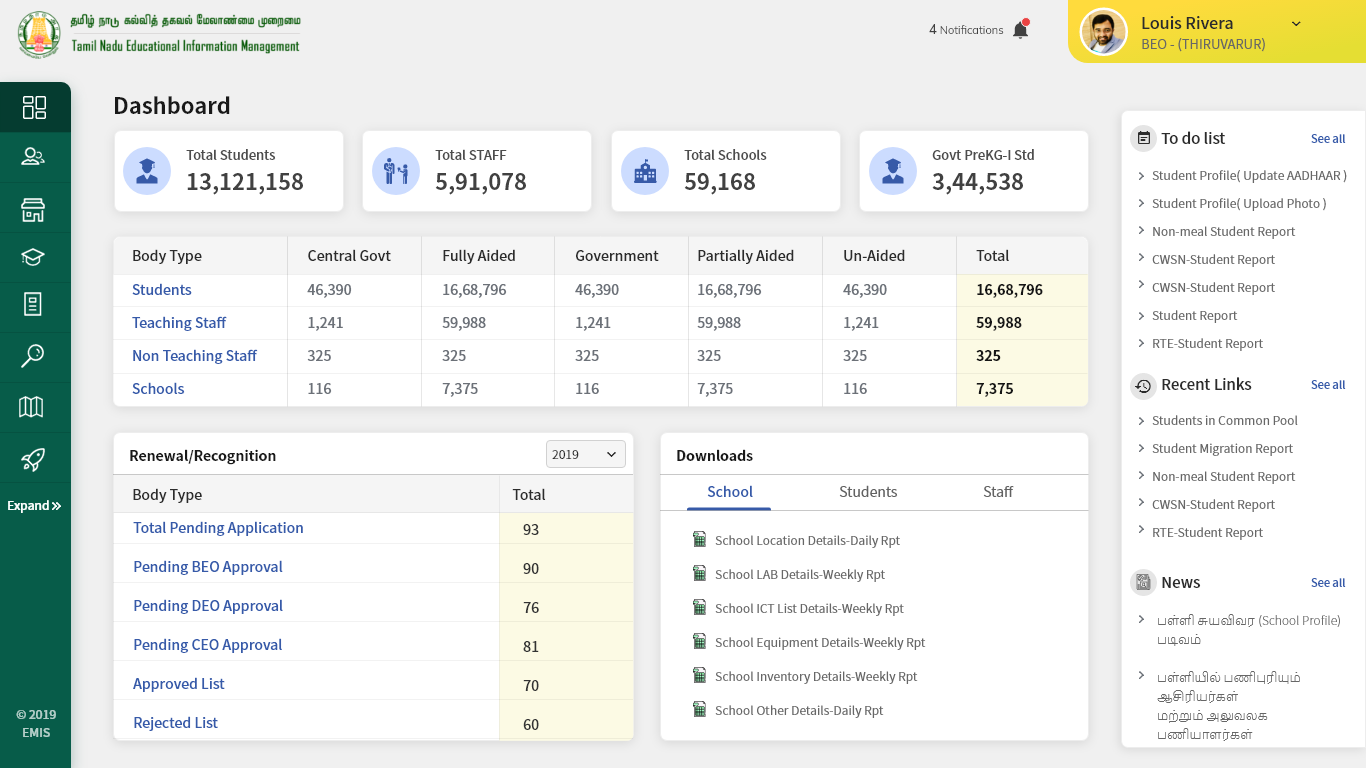 தமிழ் நாடு கல்வித் தகவல் மேலாண்மை முறைமை
Tamil Nadu Educational Information Management
4 Notifications
Louis Rivera
BEO - (THIRUVARUR)
Dashboard
Total Students
13,121,158
Total STAFF
5,91,078
Total Schools
59,168
Govt PreKG-I Std
3,44,538
Body Type Central Govt Fully Aided Government Partially Aided Un-Aided Total
Students 46,390 16,68,796 46,390 16,68,796 46,390 16,68,796
Teaching Staff 1,241 59,988 1,241 59,988 1,241 59,988
Non Teaching Staff 325 325 325 325 325 325
Schools 116 7,375 116 7,375 116 7,375
Renewal/Recognition 2019
Body Type Total
Total Pending Application 93
Pending BEO Approval 90
Pending DEO Approval 76
Pending CEO Approval 81
Approved List 70
Rejected List 60
Downloads
School Students Staff
School Location Details-Daily Rpt
School LAB Details-Weekly Rpt
School ICT List Details-Weekly Rpt
School Equipment Details-Weekly Rpt
School Inventory Details-Weekly Rpt
School Other Details-Daily Rpt
To do list See all
Student Profile( Update AADHAAR )
Student Profile( Upload Photo )
Non-meal Student Report
CWSN-Student Report
CWSN-Student Report
Student Report
RTE-Student Report
Recent Links See all
Students in Common Pool
Student Migration Report
Non-meal Student Report
CWSN-Student Report
RTE-Student Report
News See all
பள்ளி சுயவிவர (School Profile)
படிவம்
பள்ளியில் பணிபுரியும்
ஆசிரியர்கள்
மற்றும் அலுவலக
பணியாளர்கள்
Expand
© 2019
EMIS